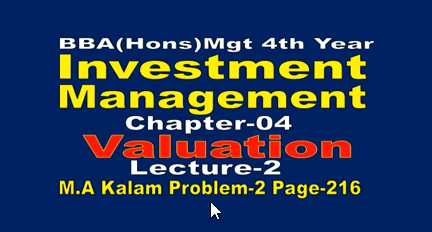 BBA(Hons)Mgt 4th Year
Investment
Management
Chapter-04
Valuation
Lecture-2
M.A Kalam Problem-2 Page-216